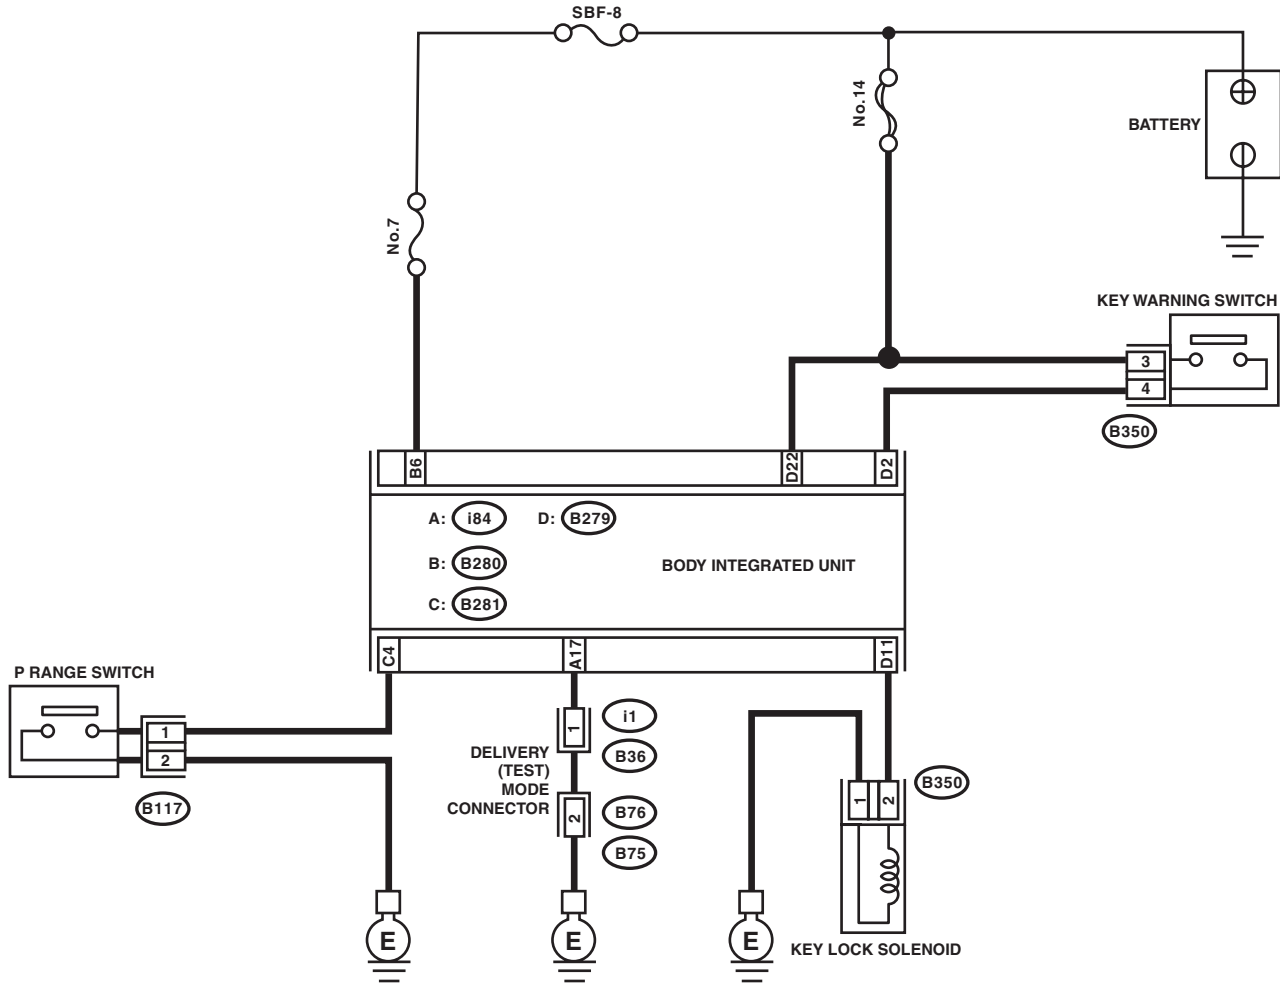 SBF-8
No.14
BATTERY
No.7
KEY WARNING SWITCH
3
4
B350
B6
D22
D2
A: i84
D: B279
B: B280
C: B281
BODY INTEGRATED UNIT
C4
A17
D11
P RANGE SWITCH
1
2
B117
DELIVERY
(TEST)
MODE
CONNECTOR
1
2
i1
B36
B76
B75
B350
1
2
E
E
E
KEY LOCK SOLENOID